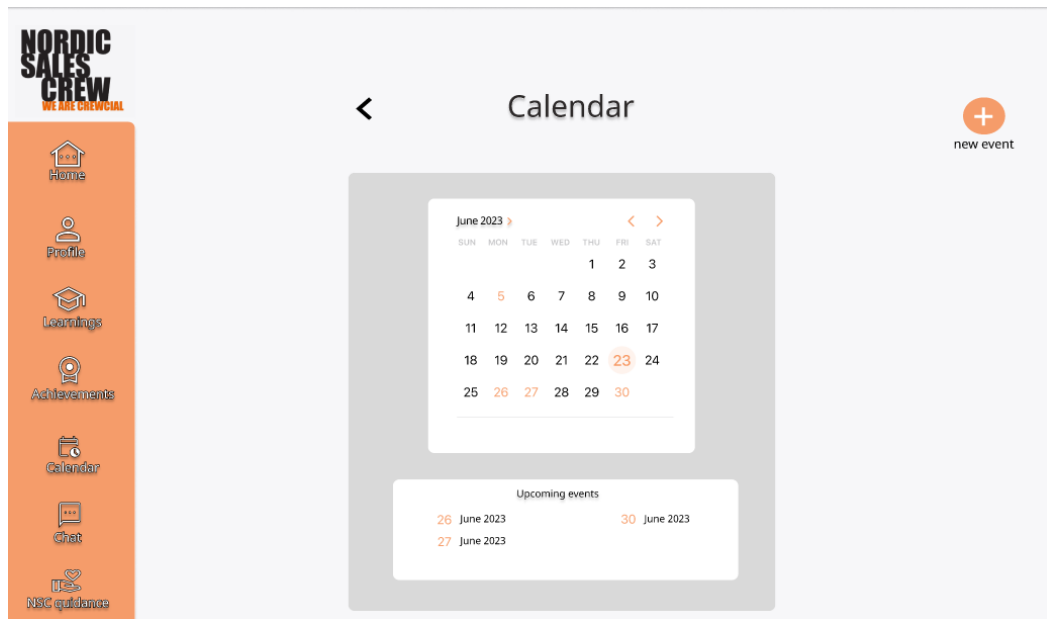 NORDIC
SALES
CREW
WE ARE CREWCIAL
Home
Profile
Learnings
Achievements
Calendar
Chat
NSC guidance
Calendar
+
new event
June 2023 >
< >
SUN MON TUE WED THU FRI SAT
1 2 3
4 5 6 7 8 9 10
11 12 13 14 15 16 17
18 19 20 21 22 23 24
25 26 27 28 29 30
Upcoming events
26 June 2023 30 June 2023
27 June 2023